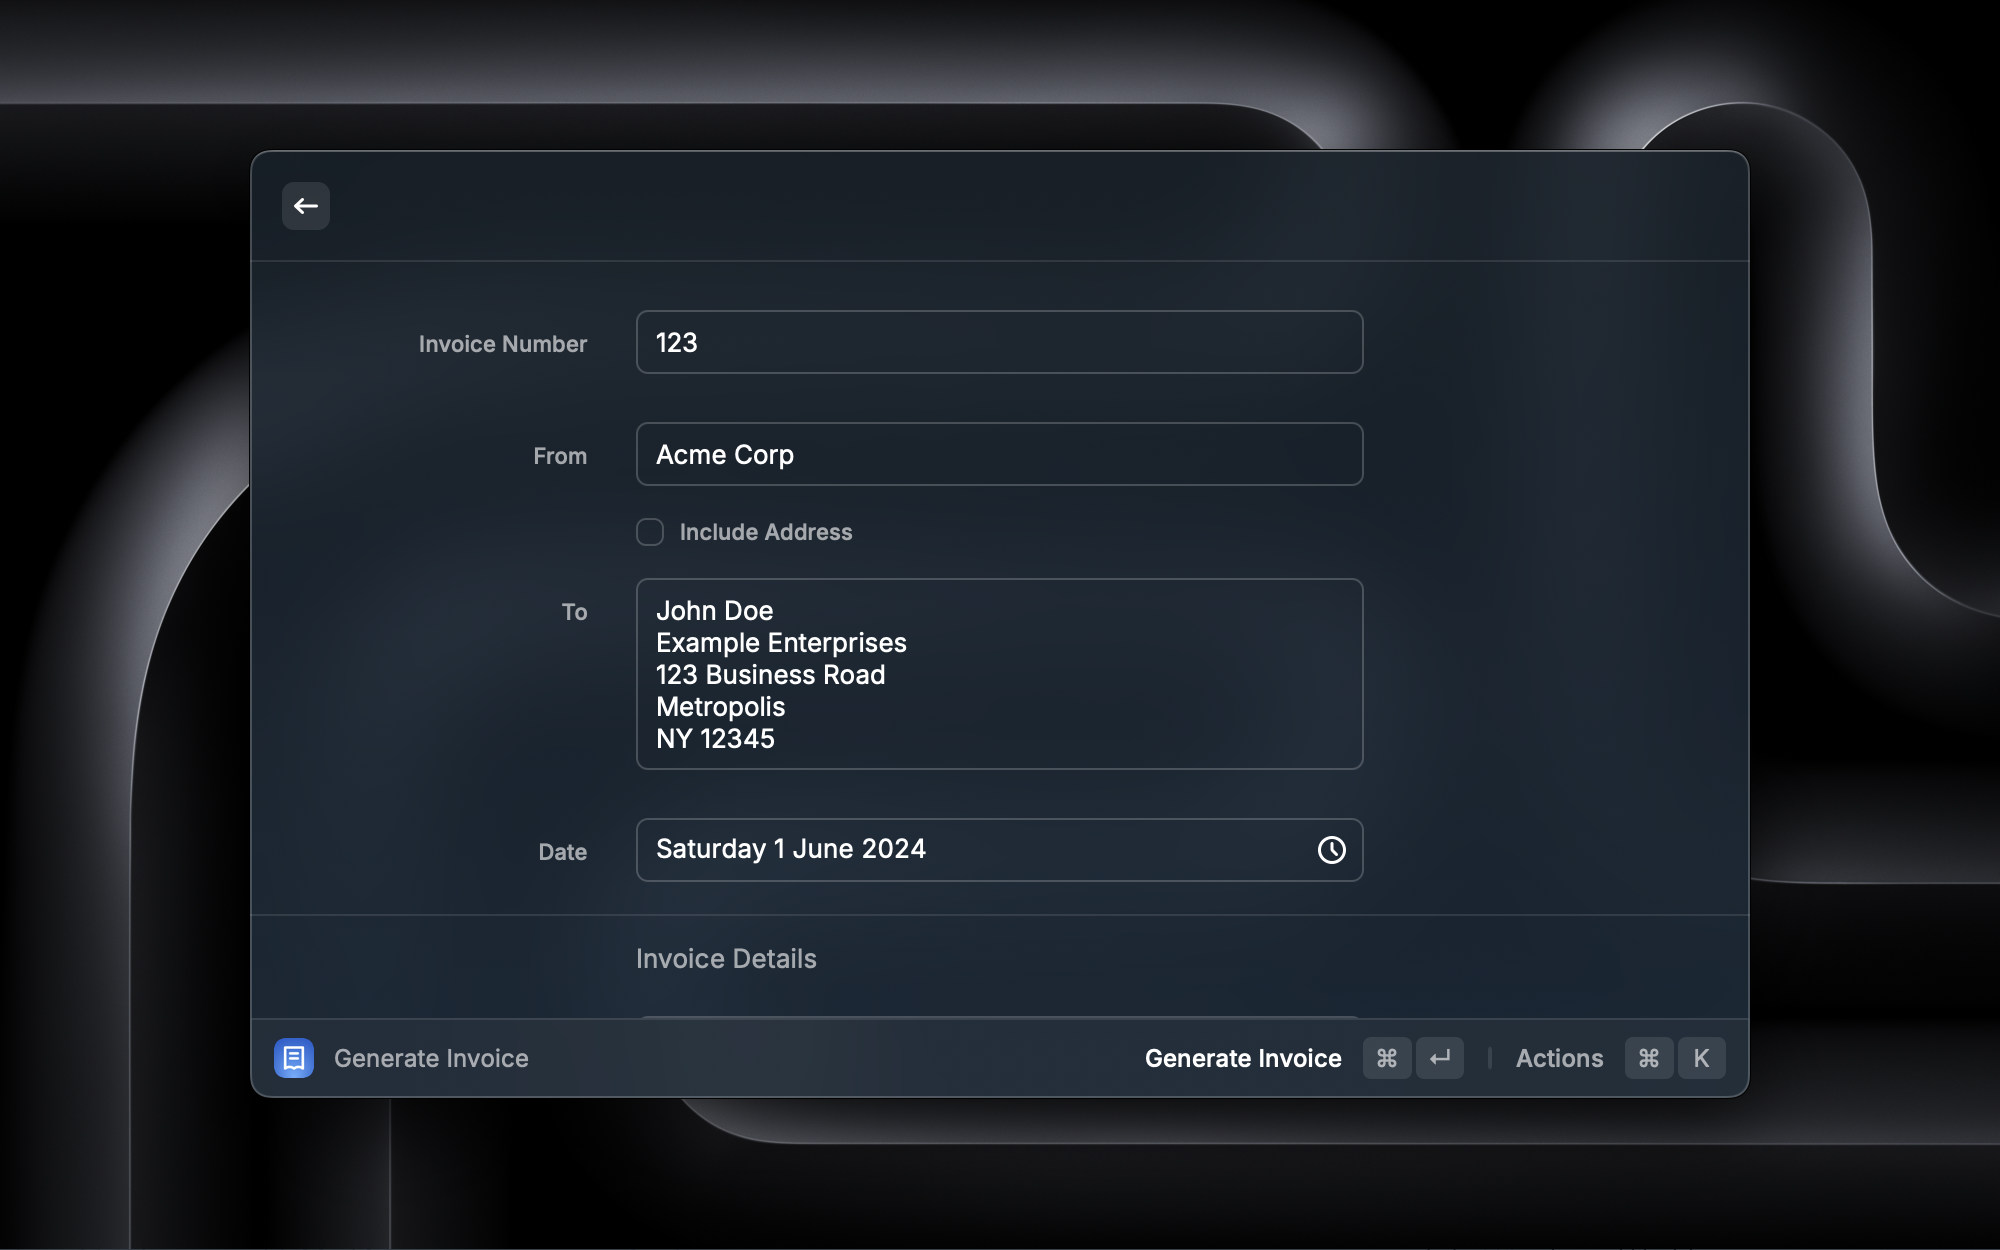 Invoice Number
123
From
Acme Corp
Include Address
To
John Doe
Example Enterprises
123 Business Road
Metropolis
NY 12345
Date
Saturday 1 June 2024
Invoice Details
Generate Invoice
Generate Invoice ⌘ ↵ | Actions ⌘ K